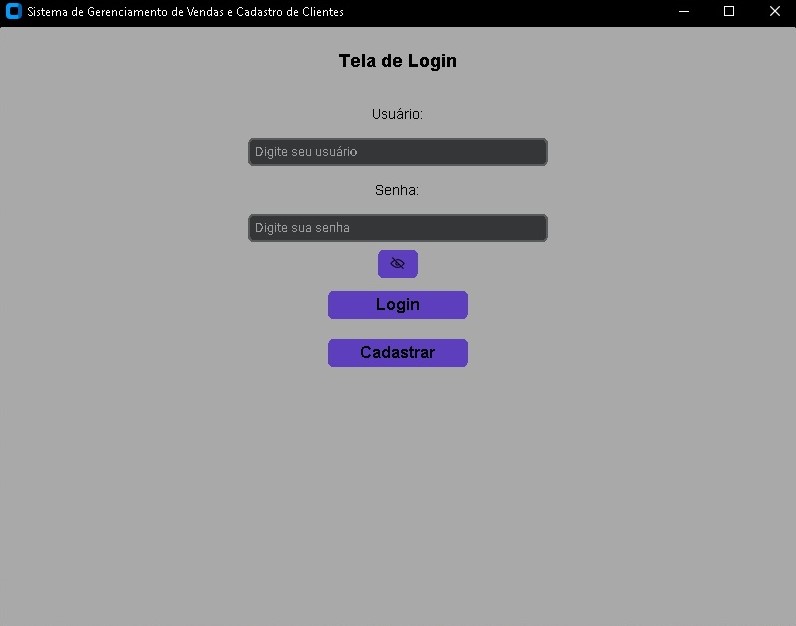 Sistema de Gerenciamento de Vendas e Cadastro de Clientes
Tela de Login
Usuário:
Digite seu usuário
Senha:
Digite sua senha
Login
Cadastrar